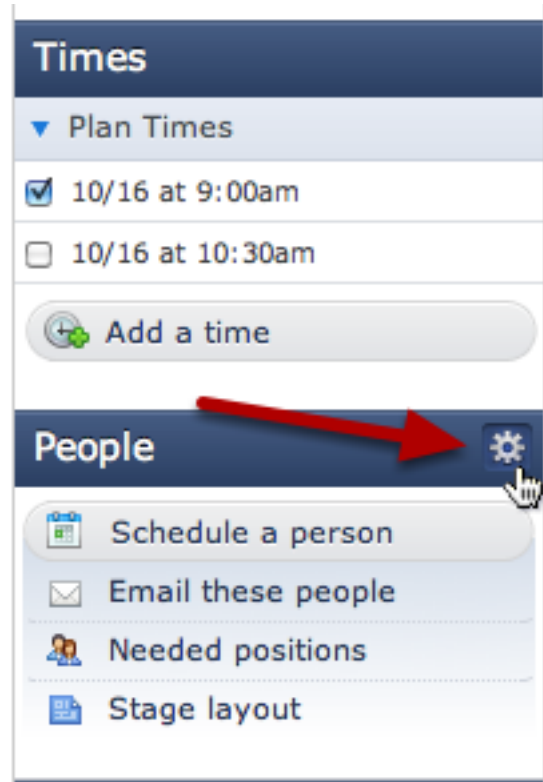 Times
Plan Times
10/16 at 9:00am
10/16 at 10:30am
Add a time
People
Schedule a person
Email these people
Needed positions
Stage layout